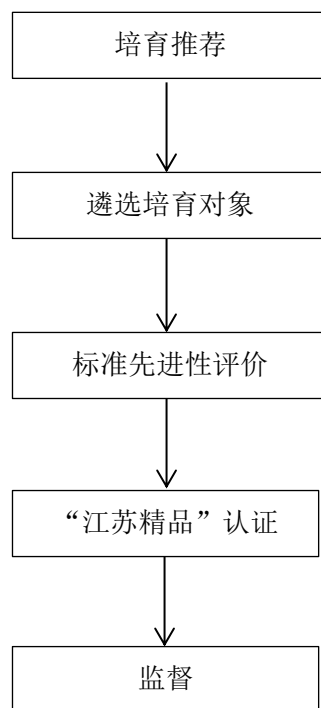 培育推荐
遴选培育对象
标准先进性评价
“江苏精品”认证
监督